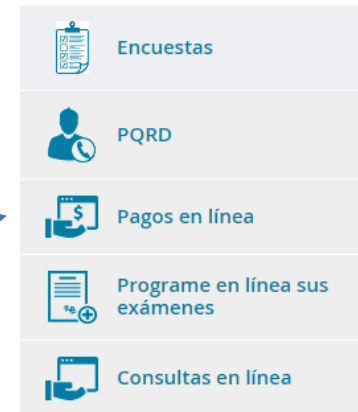 Encuestas
PQRD
$
Pagos en línea
Programe en línea sus
exámenes
Consultas en línea